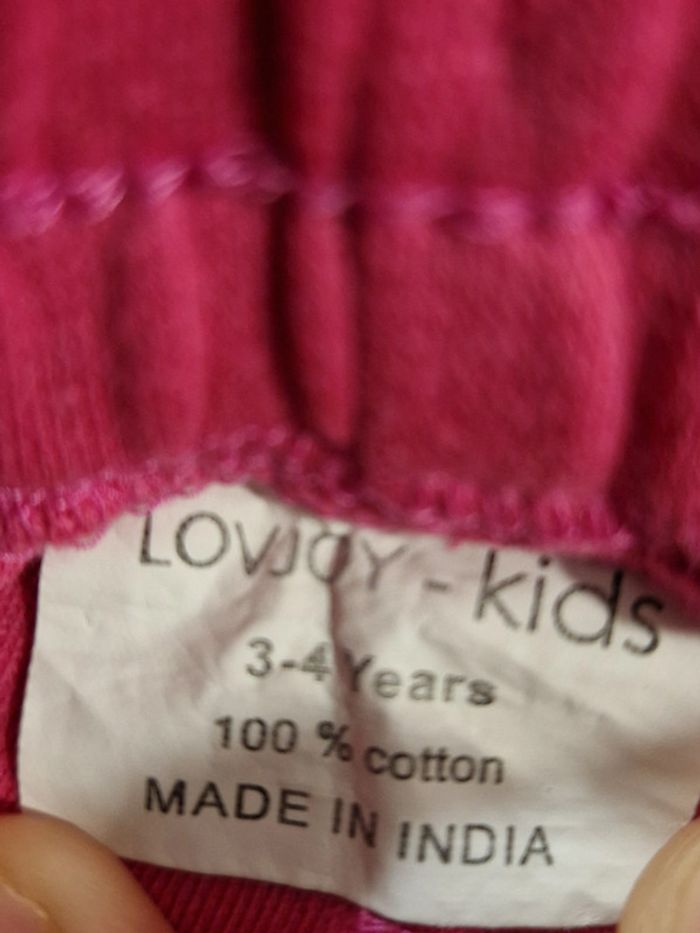 LOVJOY - kids
3-4 Years
100 % cotton
MADE IN INDIA